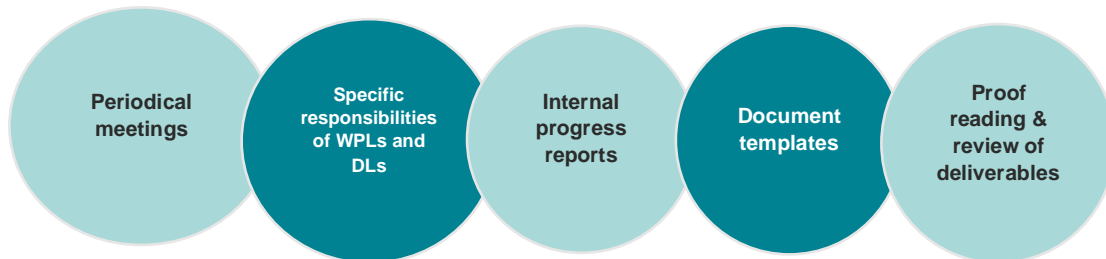 Periodical
meetings
Specific
responsibilities
of WPLs and
DLs
Internal
progress
reports
Document
templates
Proof
reading &
review of
deliverables